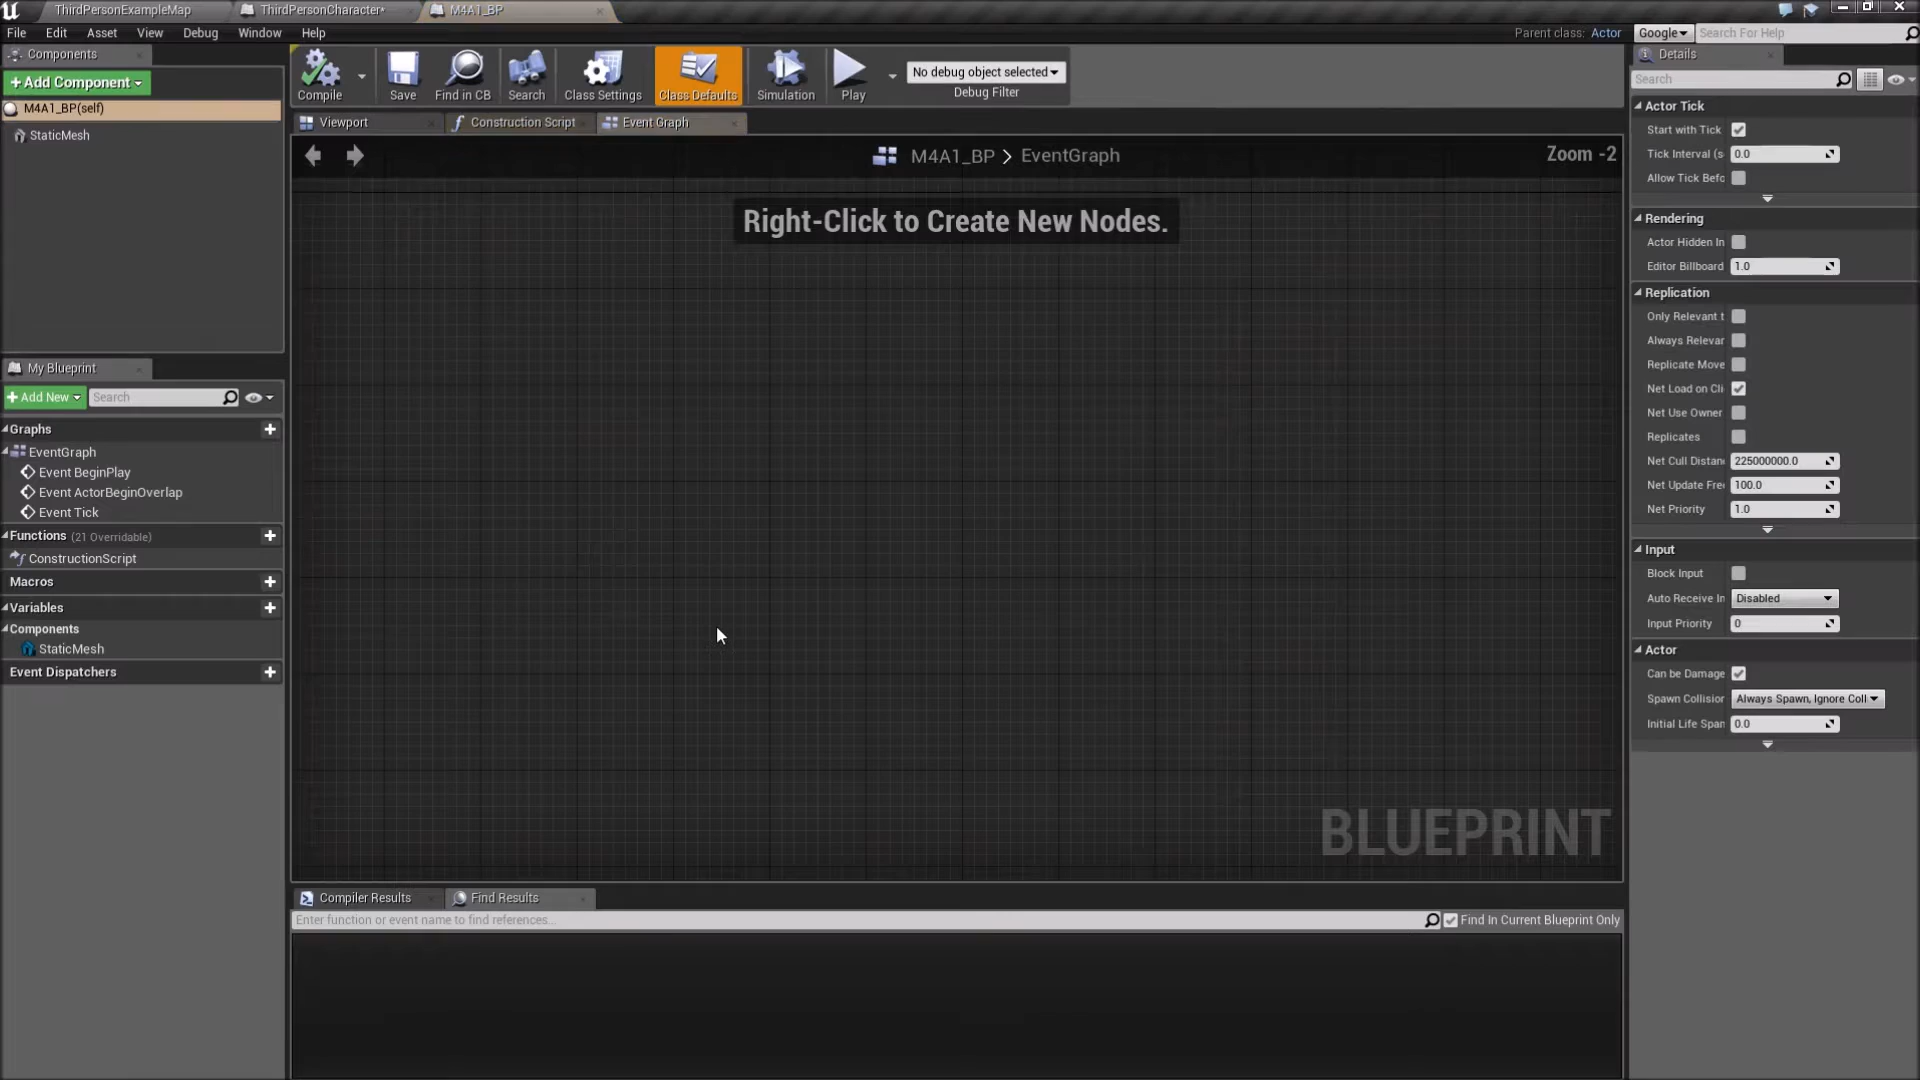 ThirdPersonExampleMap
ThirdPersonCharacter*
M4A1_BP
File Edit Asset View Debug Window Help
Parent class: Actor
Google
Search For Help
Components
+Add Component
M4A1_BP(self)
StaticMesh
Compile
Save
Find in CB
Search
Class Settings
Class Defaults
Simulation
Play
No debug object selected
Debug Filter
Viewport
Construction Script
Event Graph
M4A1_BP > EventGraph
Zoom -2
Right-Click to Create New Nodes.
BLUEPRINT
My Blueprint
+Add New
Search
Graphs
EventGraph
Event BeginPlay
Event ActorBeginOverlap
Event Tick
Functions (21 Overridable)
ConstructionScript
Macros
Variables
Components
StaticMesh
Event Dispatchers
Compiler Results
Find Results
Enter function or event name to find references...
Find In Current Blueprint Only
Details
Search
Actor Tick
Start with Tick
Tick Interval (s 0.0
Allow Tick Befo
Rendering
Actor Hidden In
Editor Billboard 1.0
Replication
Only Relevant t
Always Relevar
Replicate Move
Net Load on Cli
Net Use Owner
Replicates
Net Cull Distan 225000000.0
Net Update Fre 100.0
Net Priority 1.0
Input
Block Input
Auto Receive In Disabled
Input Priority 0
Actor
Can be Damage
Spawn Collision Always Spawn, Ignore Coll
Initial Life Span 0.0